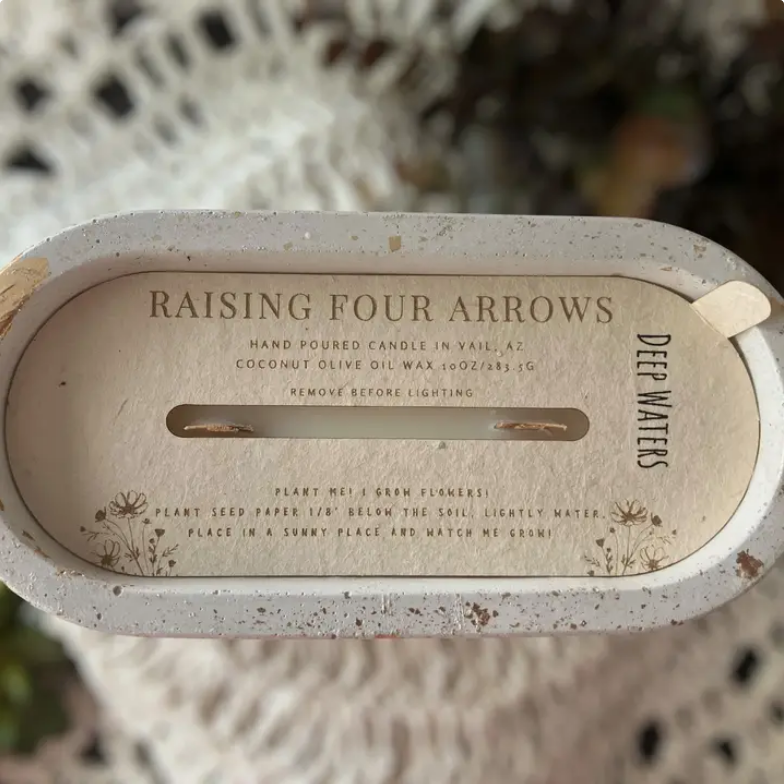 RAISING FOUR ARROWS
HAND POURED CANDLE IN VAIL, AZ
COCONUT OLIVE OIL WAX 10OZ/283.5G
REMOVE BEFORE LIGHTING
DEEP WATERS
PLANT ME! I GROW FLOWERS!
PLANT SEED PAPER 1/8" BELOW THE SOIL. LIGHTLY WATER.
PLACE IN A SUNNY PLACE AND WATCH ME GROW!